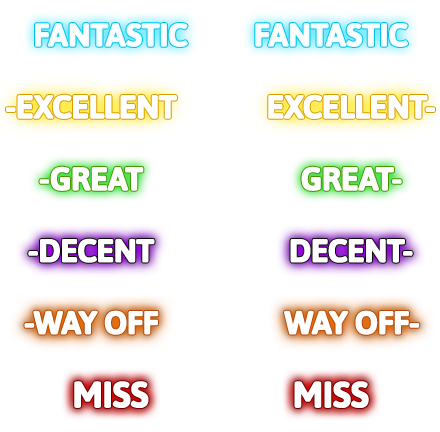 FANTASTIC FANTASTIC
-EXCELLENT EXCELLENT-
-GREAT GREAT-
-DECENT DECENT-
-WAY OFF WAY OFF-
MISS MISS